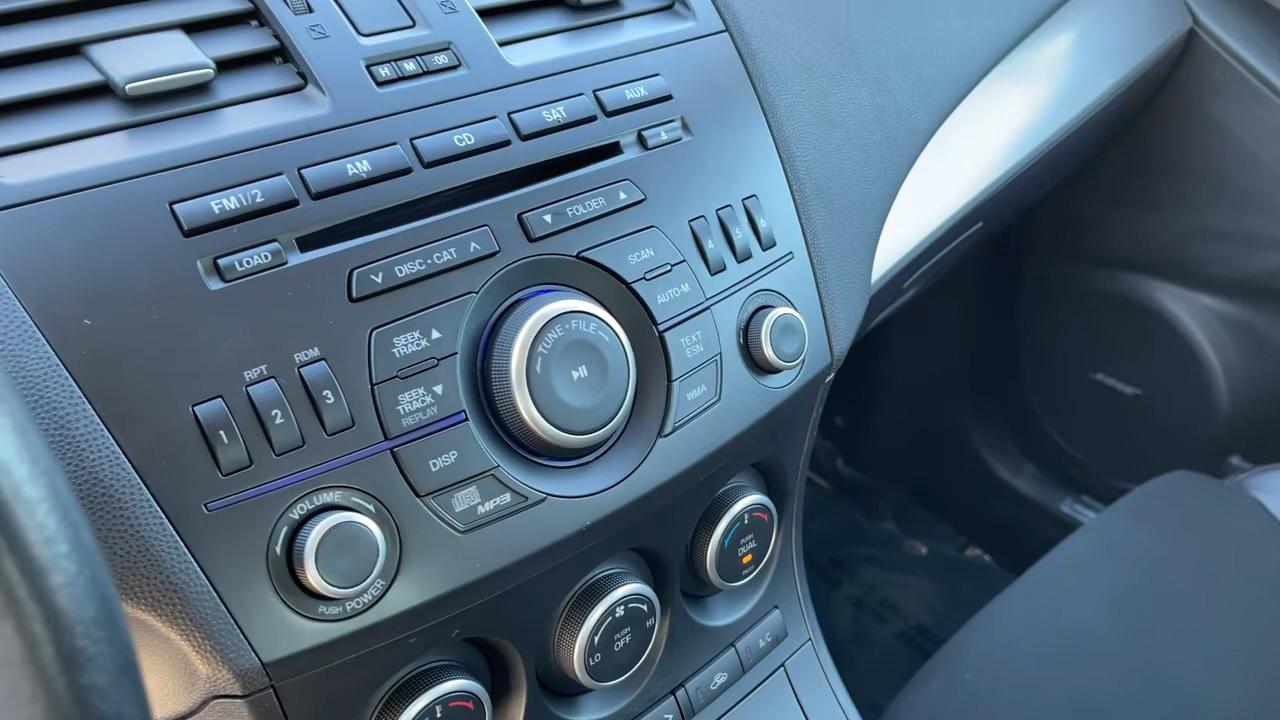 H M :00
FM1/2
AM
CD
SAT
AUX
LOAD
DISC·CAT
FOLDER
SCAN
AUTO-M
4
5
6
SEEK
TRACK
SEEK
TRACK
REPLAY
TUNE·FILE
TEXT
ESN
WMA
RPT
RDM
1
2
3
DISP
MP3
VOLUME
PUSH POWER
PUSH
DUAL
PUSH
OFF
LO
HI
A/C
BOSE